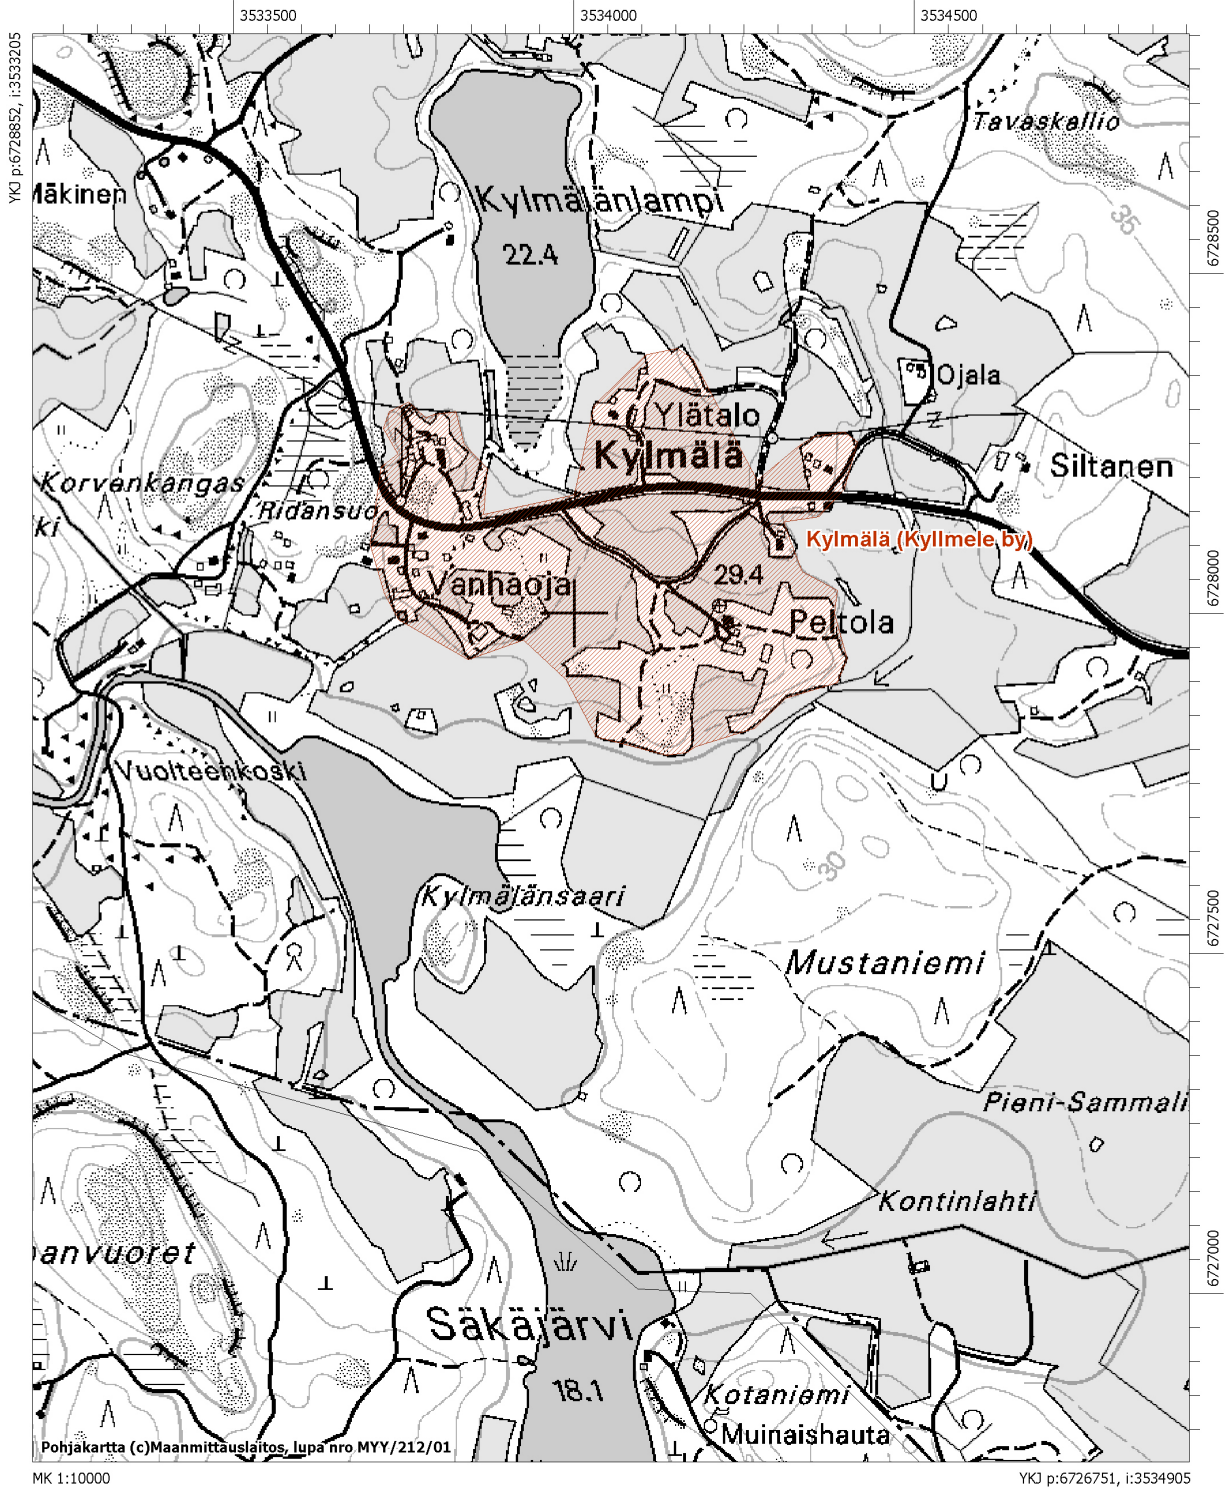 3533500
3534000
3534500
YKJ p:6728852, i:3533205
Tavaskallio
Mäkinen
Kylmälänlampi
35
6728500
22.4
Ojala
Ylätalo
Kylmälä
Siltanen
Korvenkangas
Ridansuo
ki
Kylmälä (Kyllmele by)
Vanhaoja
29.4
6728000
Peltola
Vuolteenkoski
30
Kylmälänsaari
6727500
Mustaniemi
Pieni-Sammali
Kontinlahti
anvuoret
6727000
Säkäjärvi
18.1
Kotaniemi
Muinaishauta
Pohjakartta (c)Maanmittauslaitos, lupa nro MYY/212/01
MK 1:10000
YKJ p:6726751, i:3534905